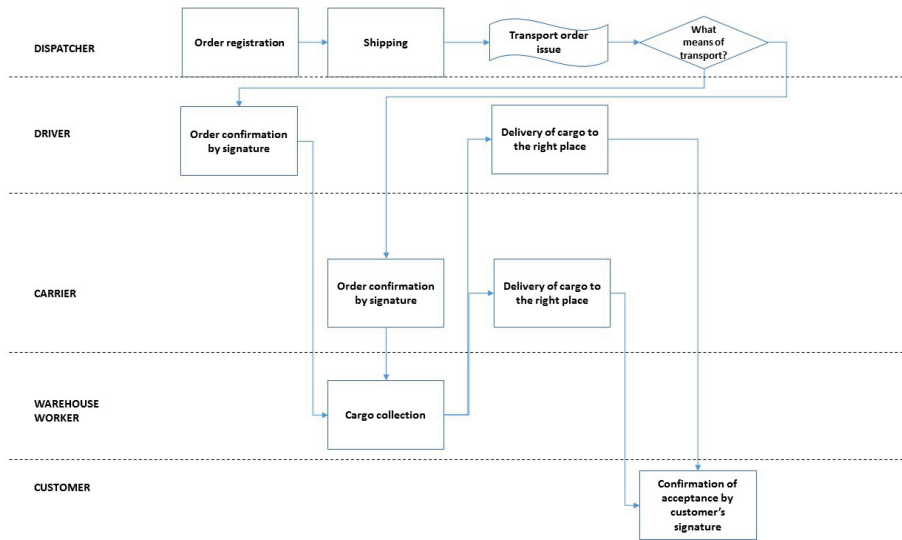 DISPATCHER
Order registration
Shipping
Transport order
issue
What
means of
transport?
DRIVER
Order confirmation
by signature
Delivery of cargo to
the right place
CARRIER
Order confirmation
by signature
Delivery of cargo to
the right place
WAREHOUSE
WORKER
Cargo collection
CUSTOMER
Confirmation of
acceptance by
customer's
signature